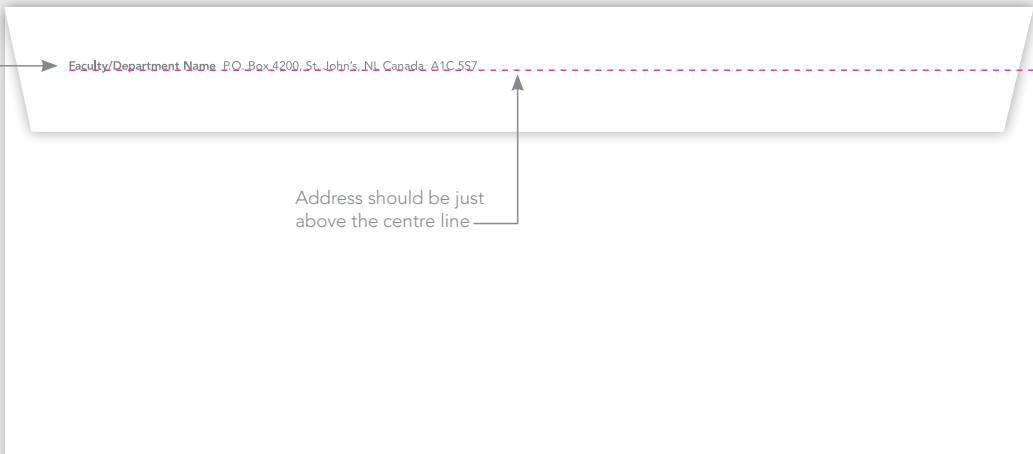 Faculty/Department Name P.O. Box 4200, St. John's, NL Canada A1C 5S7
Address should be just
above the centre line